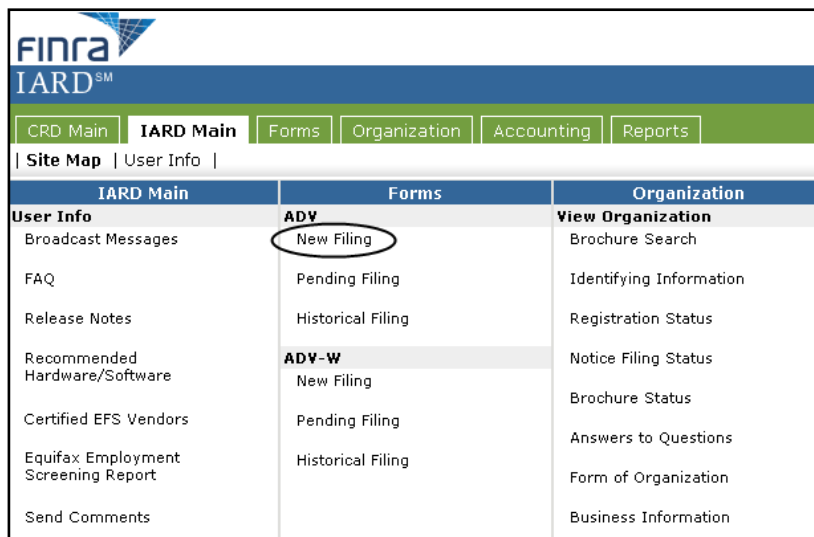 FINRA
IARD℠
CRD Main IARD Main Forms Organization Accounting Reports
| Site Map | User Info |
IARD Main Forms Organization
User Info ADV View Organization
Broadcast Messages New Filing Brochure Search
FAQ Pending Filing Identifying Information
Release Notes Historical Filing Registration Status
Recommended ADV-W Notice Filing Status
Hardware/Software New Filing
Brochure Status
Certified EFS Vendors Pending Filing
Answers to Questions
Equifax Employment Historical Filing
Screening Report Form of Organization
Send Comments Business Information